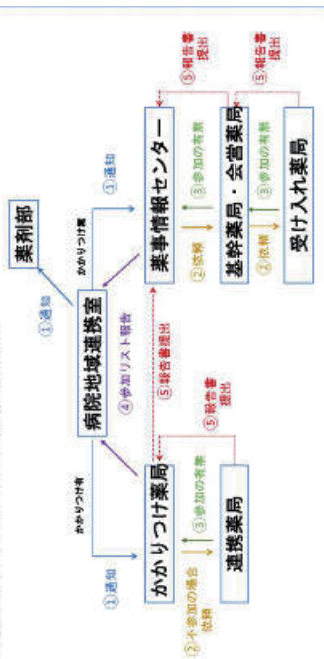 薬剤部
①通知
病院地域連携室
かかりつけ有
かかりつけ無
①通知
①通知
④参加リスト報告
かかりつけ薬局
薬事情報センター
⑤報告書提出
②不参加の場合
依頼
③参加の有無
⑤報告書
提出
連携薬局
②依頼
③参加の有無
⑤報告書
提出
基幹薬局・会営薬局
②依頼
③参加の有無
⑤報告書
提出
受け入れ薬局